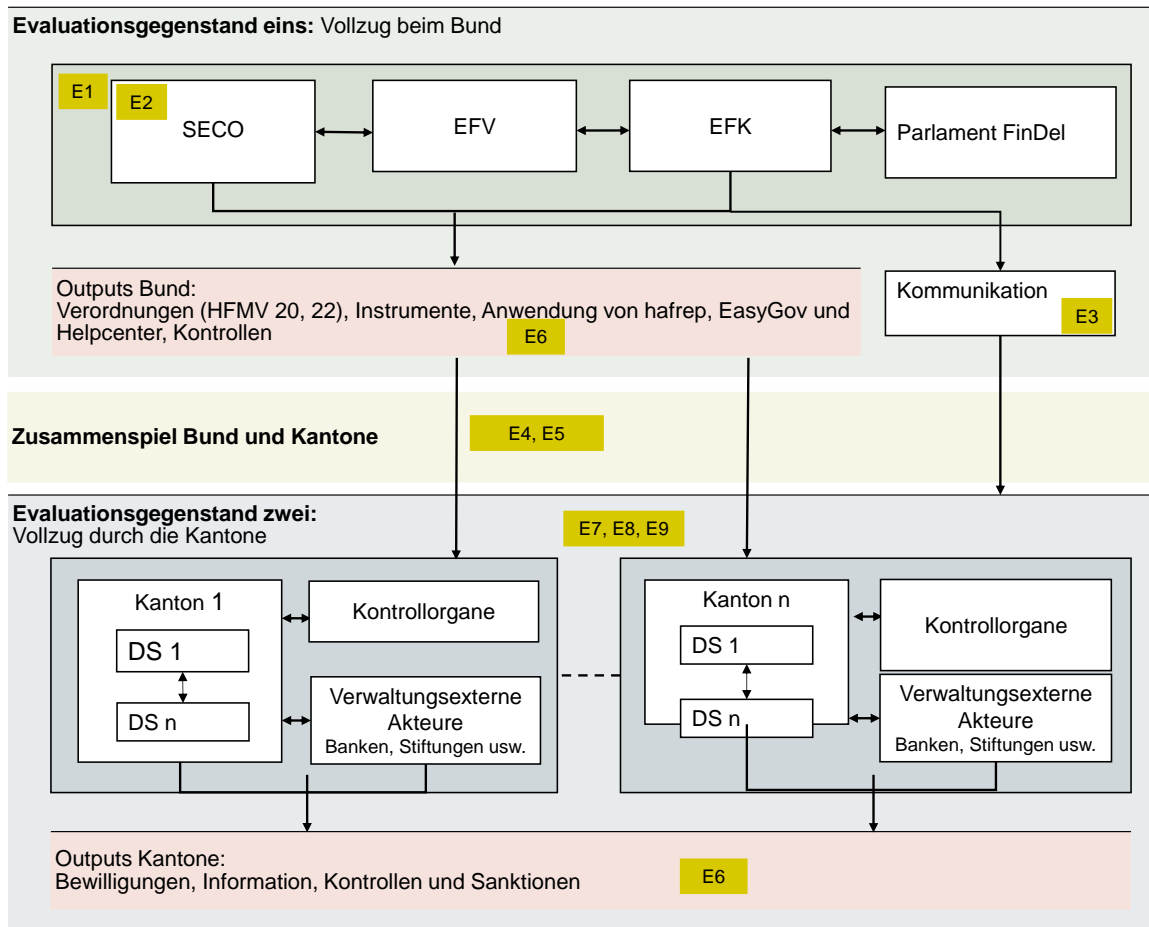 Evaluationsgegenstand eins: Vollzug beim Bund
E1
E2
SECO
EFV
EFK
Parlament FinDel
Outputs Bund:
Verordnungen (HFMV 20, 22), Instrumente, Anwendung von hafrep, EasyGov und
Helpcenter, Kontrollen
E6
Kommunikation
E3
Zusammenspiel Bund und Kantone
E4, E5
Evaluationsgegenstand zwei:
Vollzug durch die Kantone
E7, E8, E9
Kanton 1
DS 1
DS n
Kontrollorgane
Verwaltungsexterne
Akteure
Banken, Stiftungen usw.
Kanton n
DS 1
DS n
Kontrollorgane
Verwaltungsexterne
Akteure
Banken, Stiftungen usw.
Outputs Kantone:
Bewilligungen, Information, Kontrollen und Sanktionen
E6